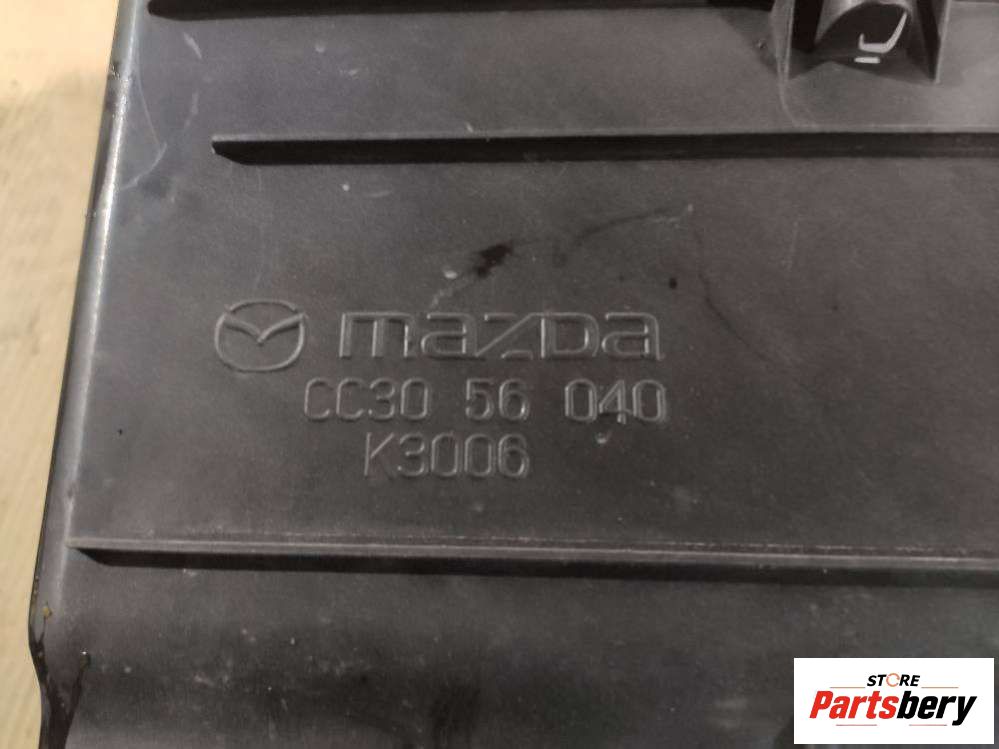 mazda
CC30 56 040
K3006
STORE
Partsbery